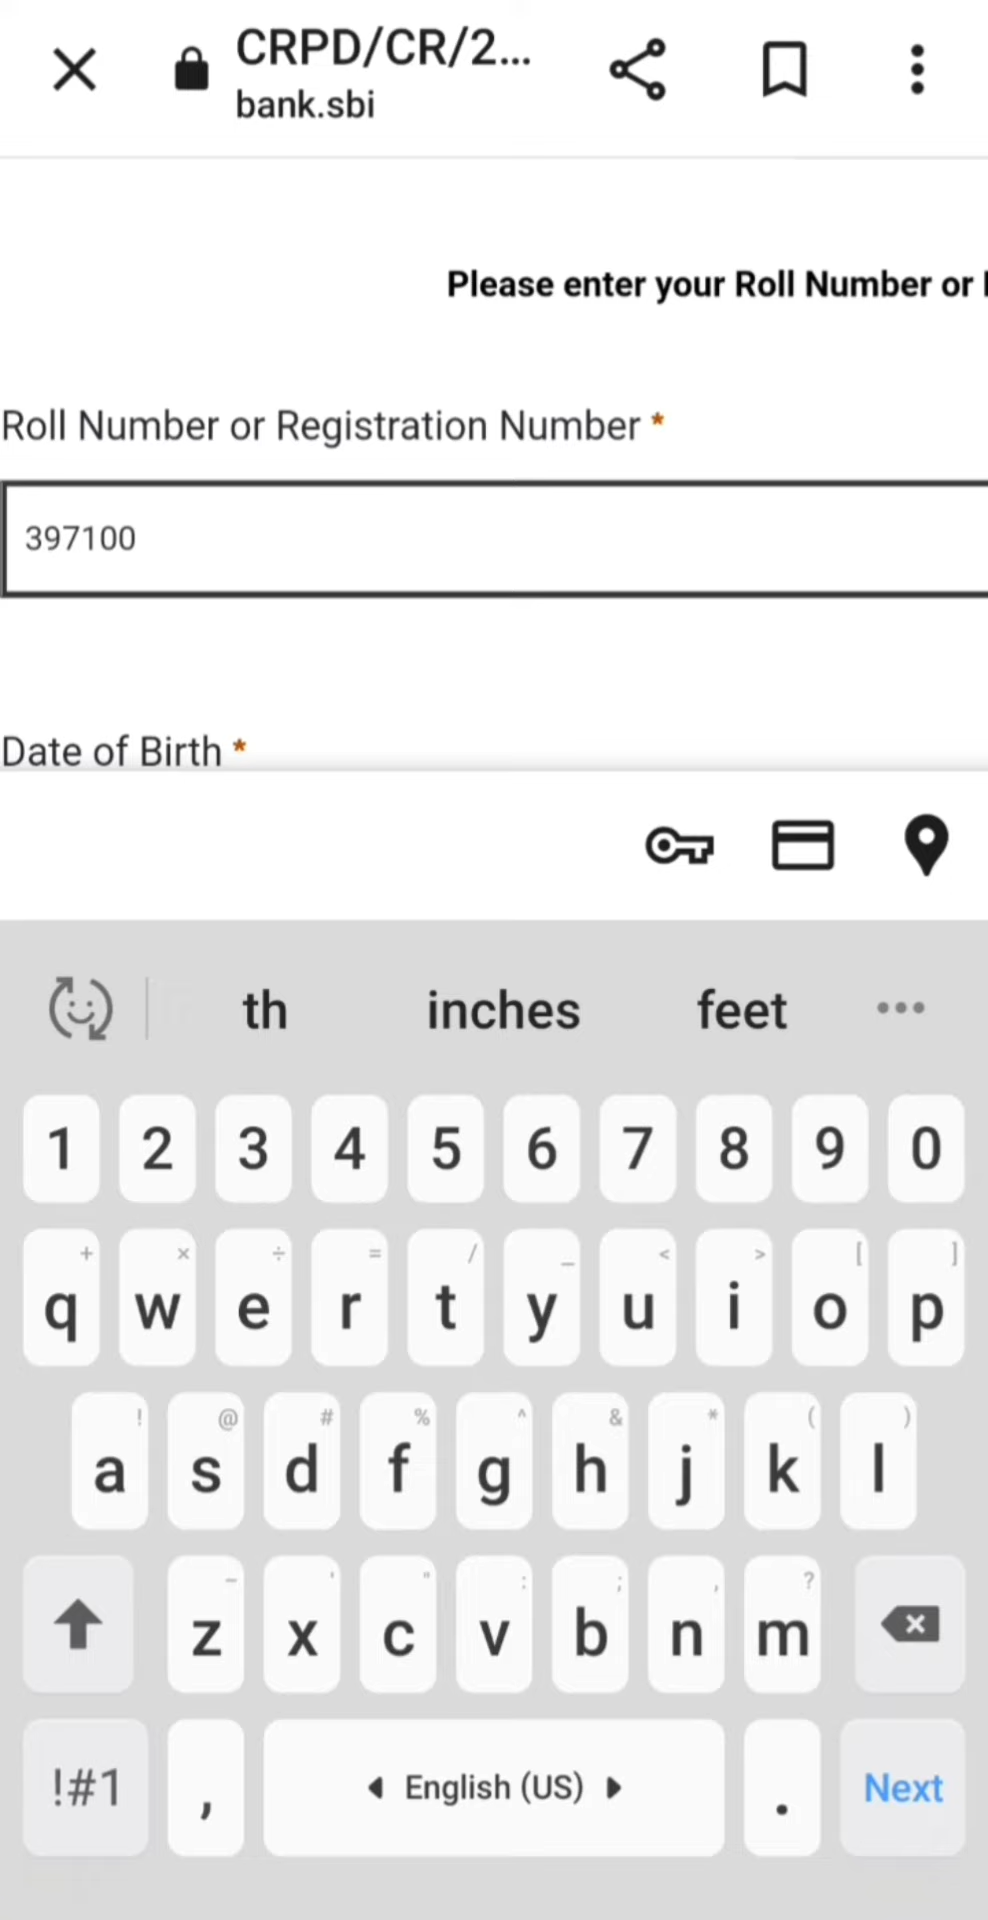 CRPD/CR/2...
bank.sbi
Please enter your Roll Number or
Roll Number or Registration Number *
397100
Date of Birth *
th inches feet
1 2 3 4 5 6 7 8 9 0
+ × ÷ = / _ < > [ ]
q w e r t y u i o p
! @ # % ^ & * ( )
a s d f g h j k l
- ' " : ; , ?
z x c v b n m
!#1 , English (US) . Next